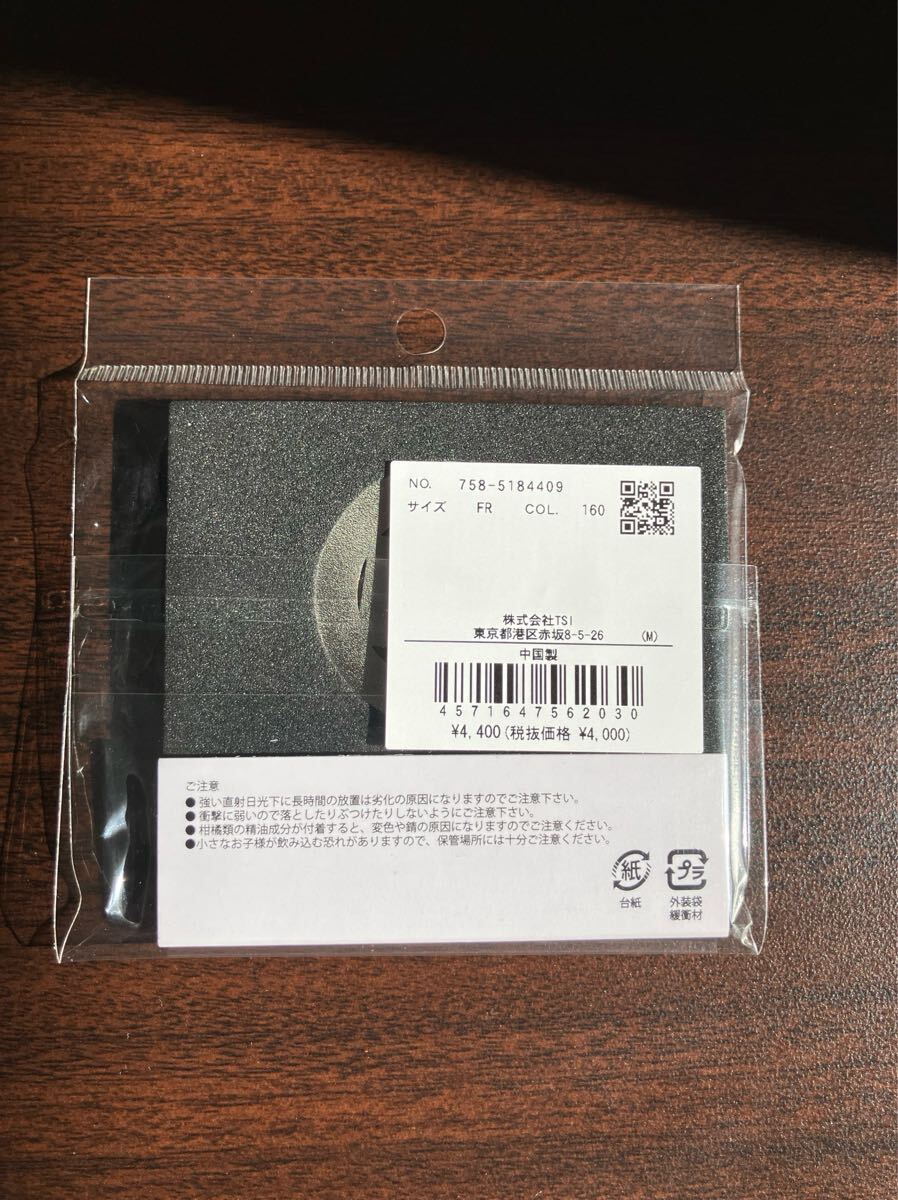 NO. 758-5184409
サイズ FR COL. 160
株式会社TSI
東京都港区赤坂8-5-26 (M)
中国製
4571647562030
¥4,400(税抜価格 ¥4,000)
ご注意
●強い直射日光下に長時間の放置は劣化の原因になりますのでご注意下さい。
●衝撃に弱いので落としたりぶつけたりしないようにご注意下さい。
●柑橘類の精油成分が付着すると、変色や錆の原因になりますのでご注意ください。
●小さなお子様が飲み込む恐れがありますので、保管場所には十分ご注意ください。
紙 プラ
台紙 外装袋
緩衝材